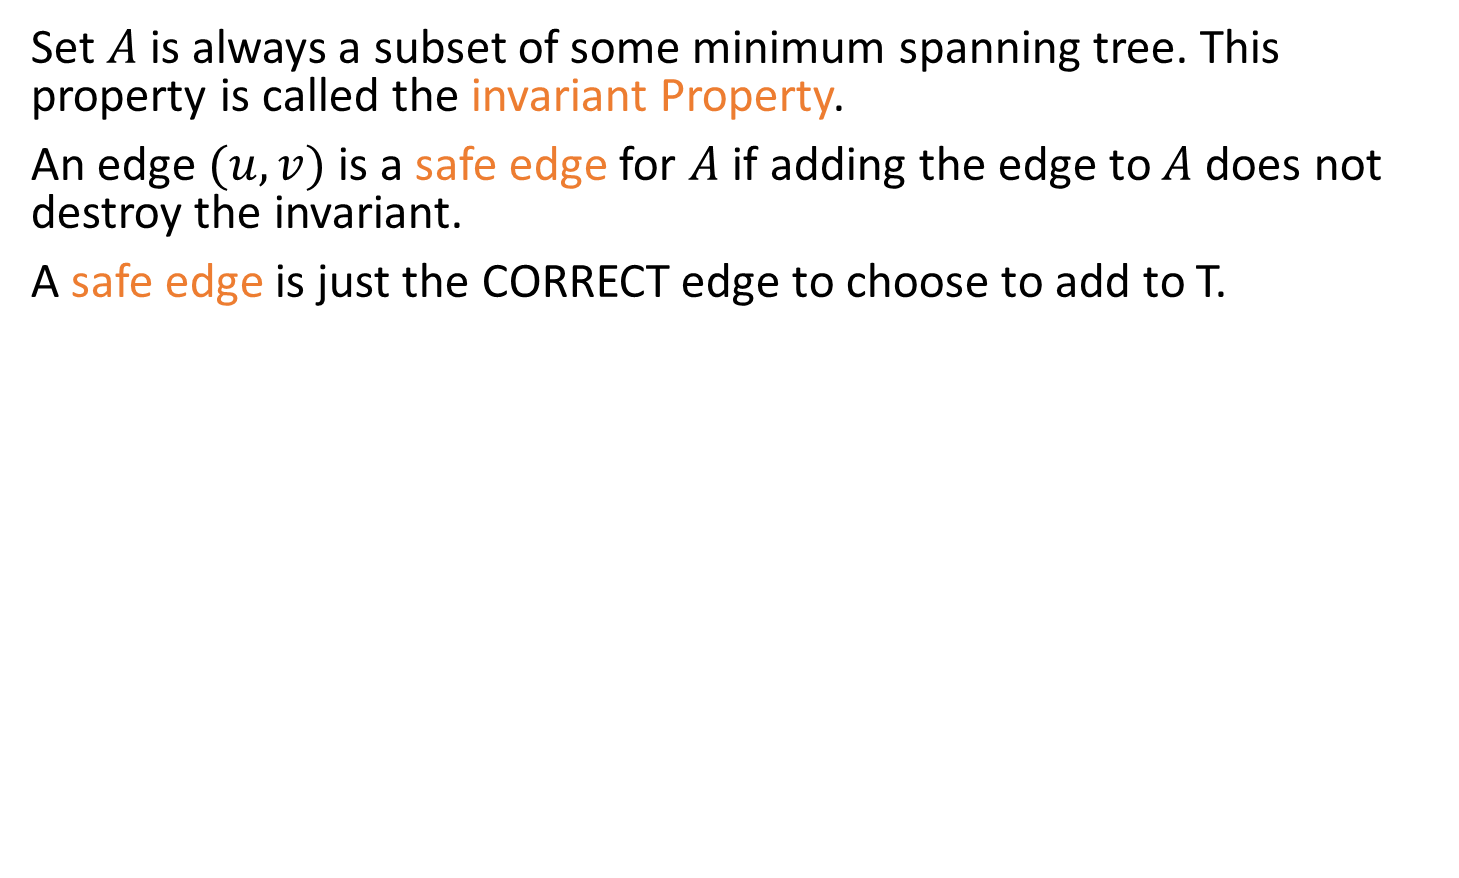 Set A is always a subset of some minimum spanning tree. This
property is called the invariant Property.
An edge (u, v) is a safe edge for A if adding the edge to A does not
destroy the invariant.
A safe edge is just the CORRECT edge to choose to add to T.